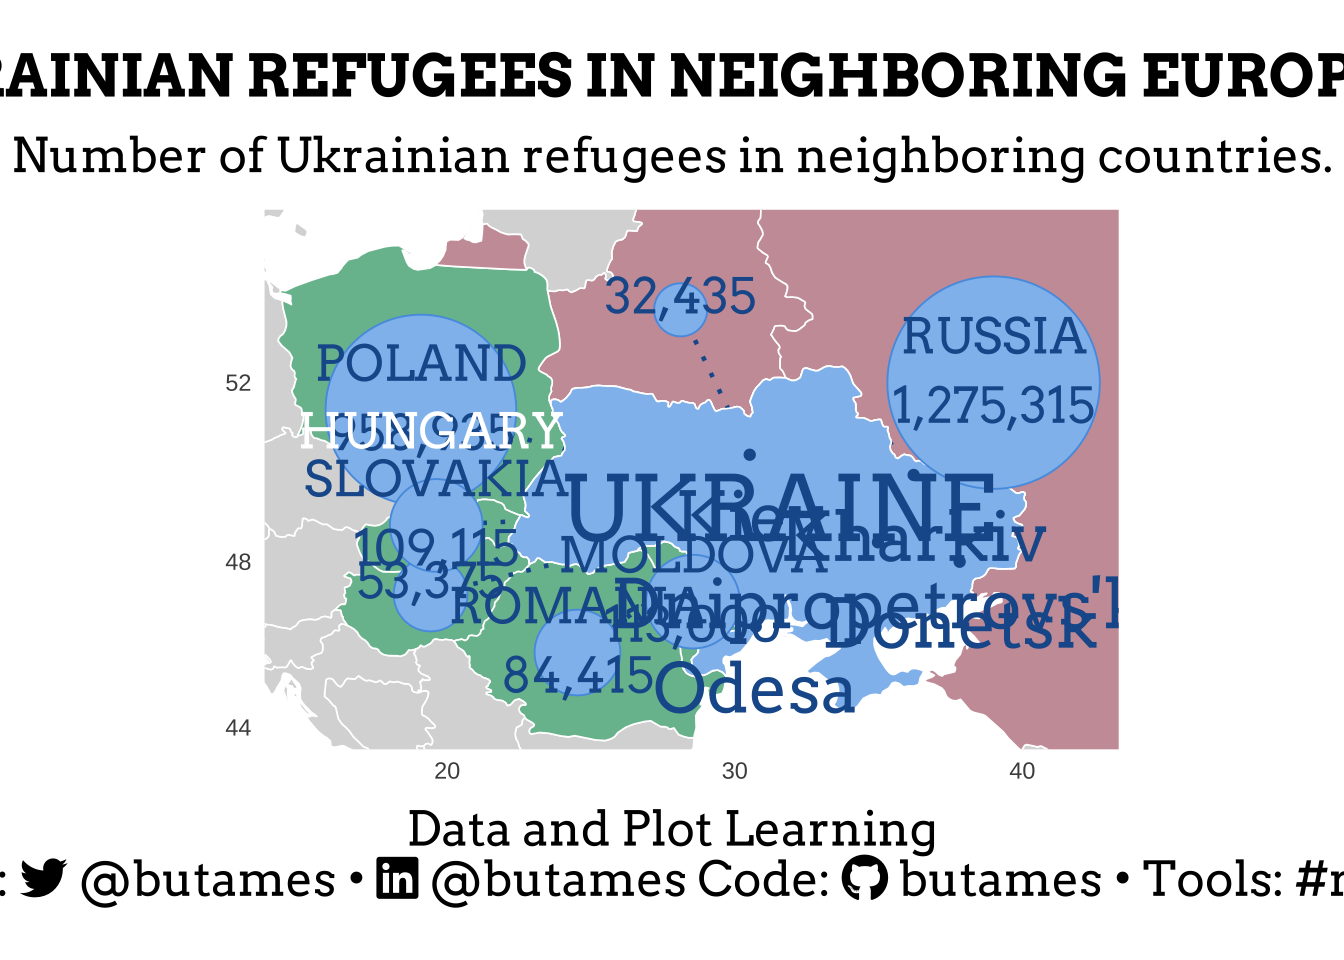 RAINIAN REFUGEES IN NEIGHBORING EUROP
Number of Ukrainian refugees in neighboring countries.
32,435
RUSSIA
1,275,315
POLAND
958,935
HUNGARY
SLOVAKIA
109,115
53,375
UKRAINE
Kiev
Kharkiv
MOLDOVA
ROMANIA
Dnipropetrovs'k
Donetsk
113,000
84,415
Odesa
52
48
44
20
30
40
Data and Plot Learning
: @butames • @butames Code: butames • Tools: #r